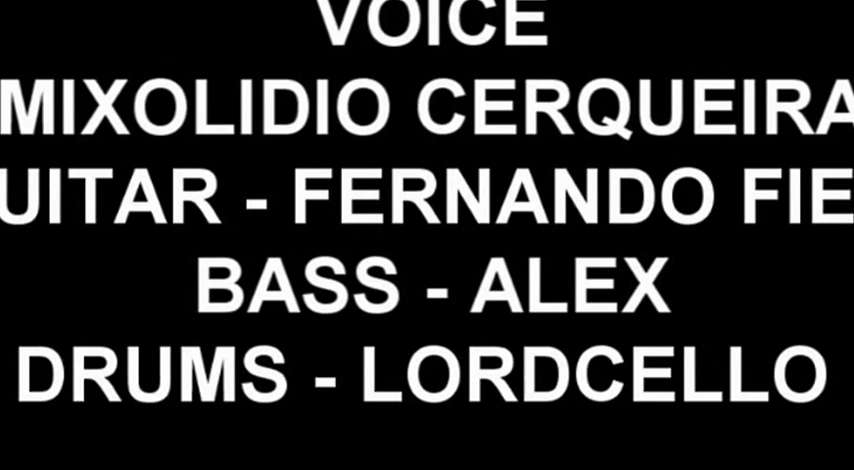 VOICE
MIXOLIDIO CERQUEIRA
UITAR - FERNANDO FIE
BASS - ALEX
DRUMS - LORDCELLO